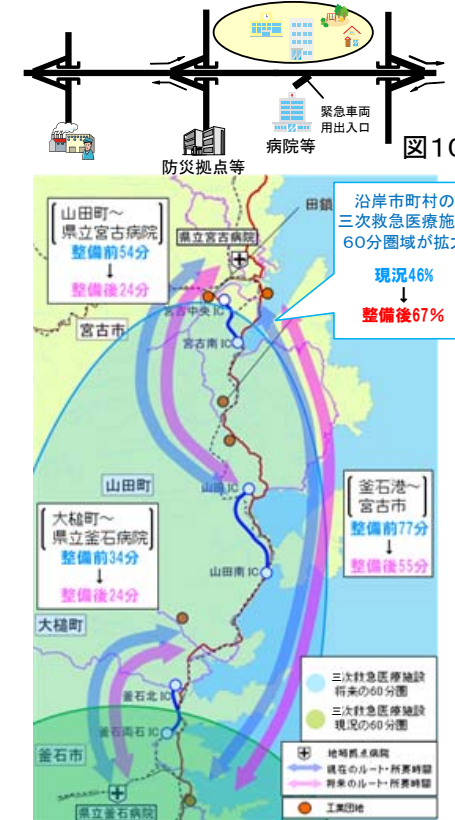 緊急車両
用出入口
病院等
防災拠点等
図10
田鎖
沿岸市町村の
三次救急医療施
60分圏域が拡大
現況46%
↓
整備後67%
山田町～
県立宮古病院
整備前54分
↓
整備後24分
県立宮古病院
宮古中央IC
宮古市
宮古南IC
山田町
山田IC
釜石港～
宮古市
整備前77分
↓
整備後55分
大槌町～
県立釜石病院
整備前34分
↓
整備後24分
山田南IC
大槌町
三次救急医療施設
将来の60分圏
三次救急医療施設
現況の60分圏
釜石北IC
釜石両石IC
釜石市
地域拠点病院
現在のルート・所要時間
将来のルート・所要時間
工業団地
県立釜石病院